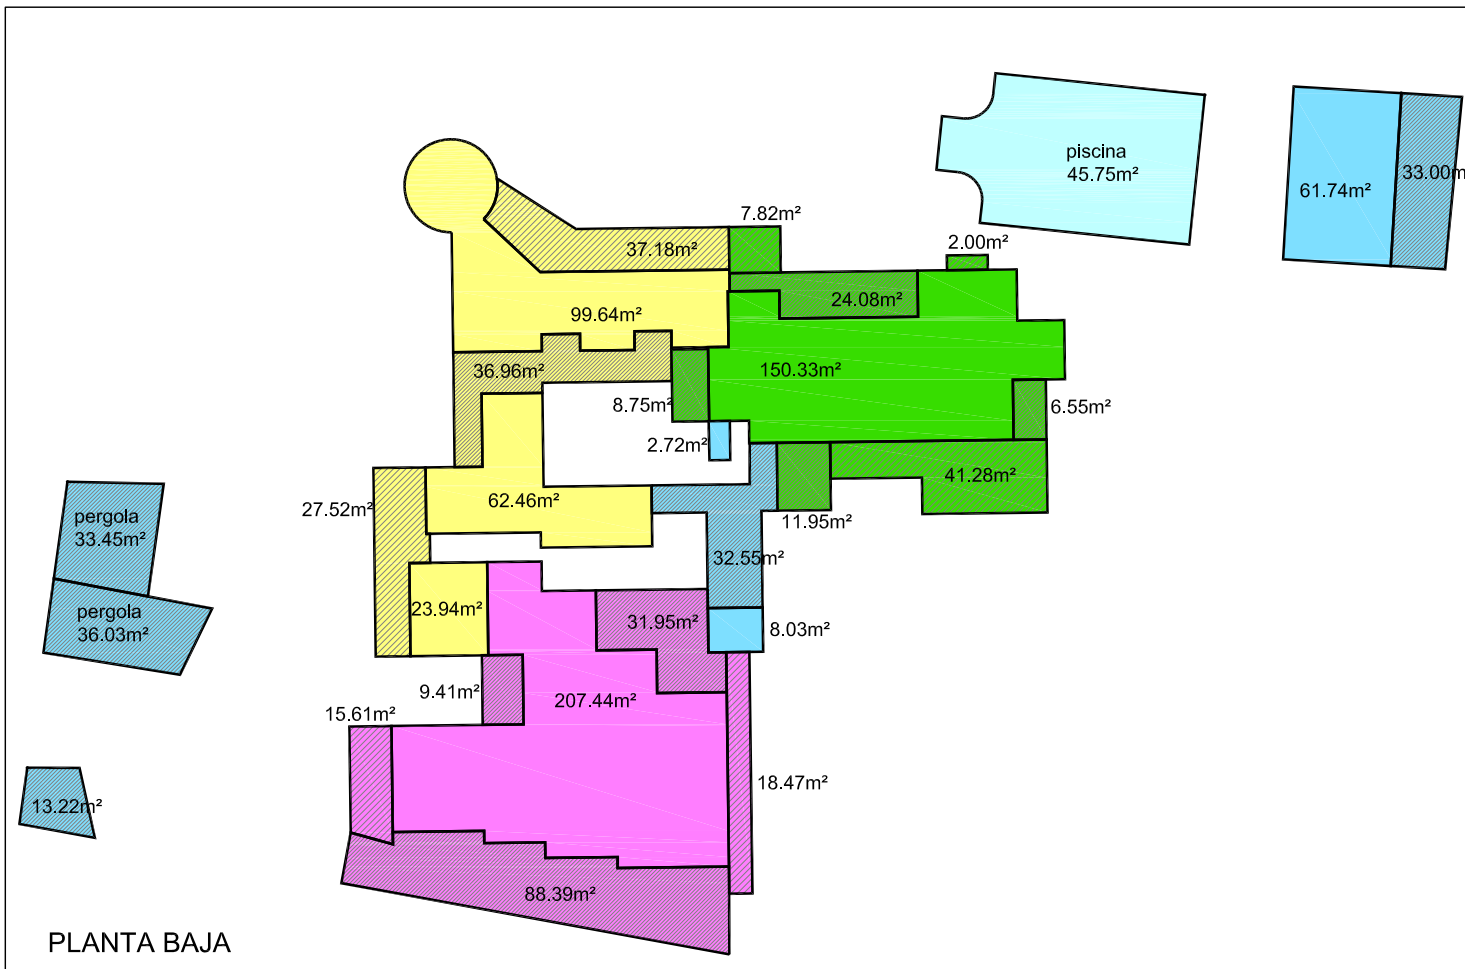 piscina
45.75m²
61.74m²
33.00m
7.82m²
2.00m²
37.18m²
24.08m²
99.64m²
36.96m²
150.33m²
8.75m²
6.55m²
2.72m²
41.28m²
62.46m²
27.52m²
11.95m²
pergola
33.45m²
32.55m²
pergola
36.03m²
23.94m²
31.95m²
8.03m²
9.41m²
207.44m²
15.61m²
18.47m²
13.22m²
88.39m²
PLANTA BAJA